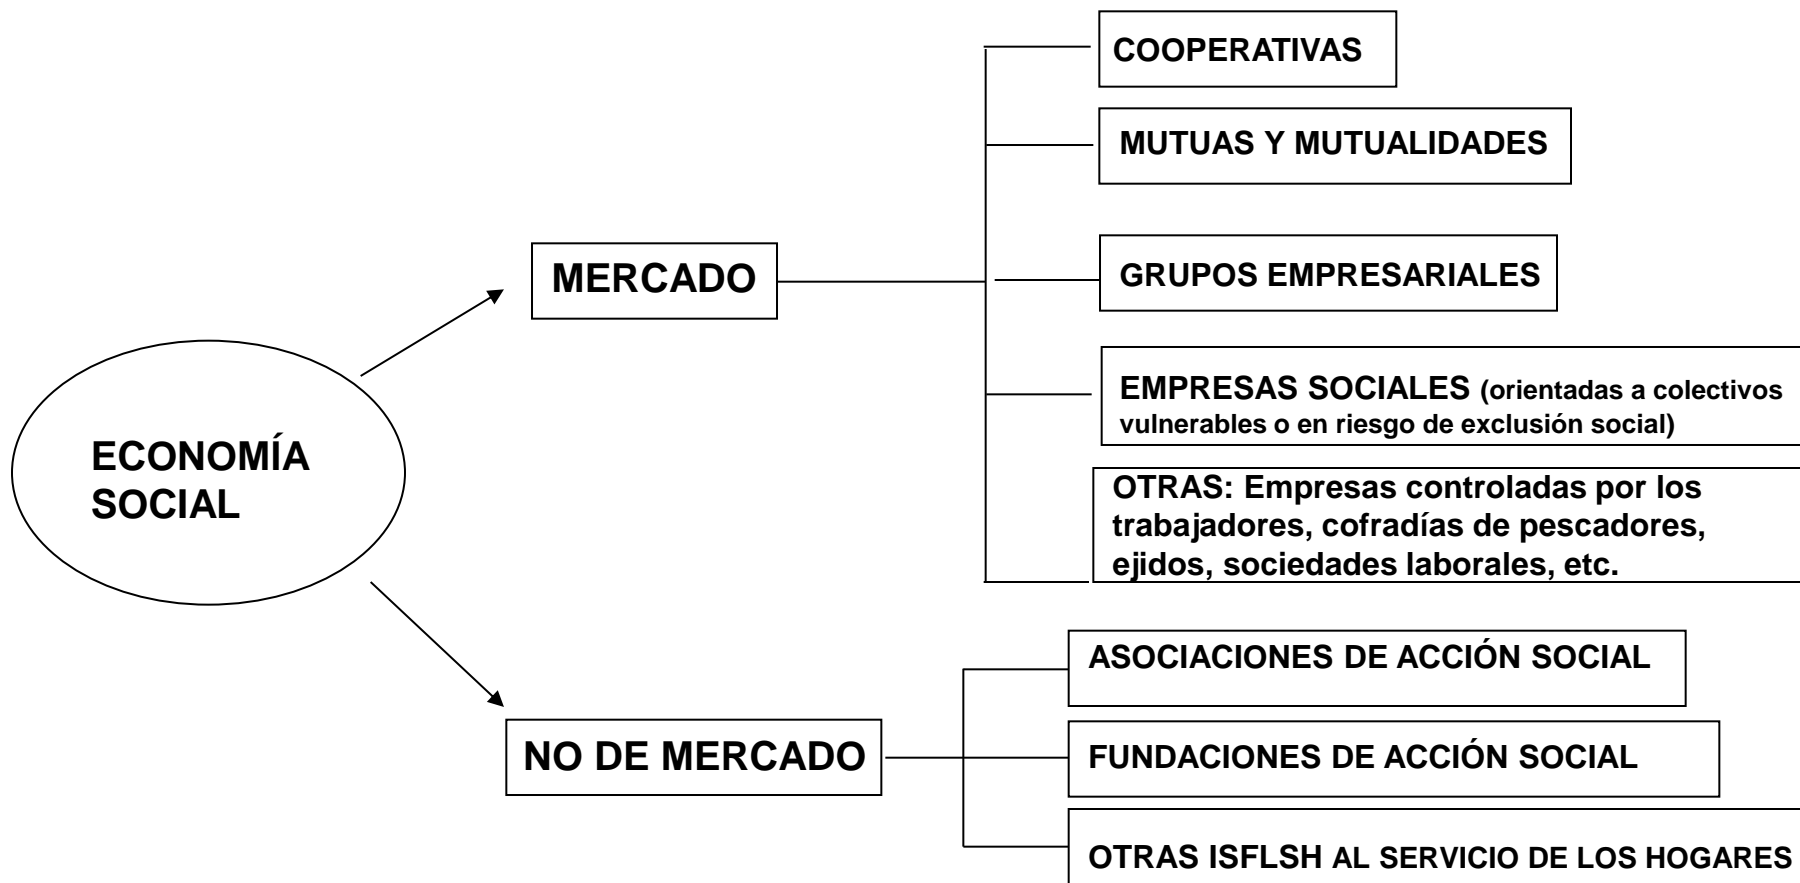 COOPERATIVAS
MUTUAS Y MUTUALIDADES
GRUPOS EMPRESARIALES
MERCADO
EMPRESAS SOCIALES (orientadas a colectivos
vulnerables o en riesgo de exclusión social)
ECONOMÍA
SOCIAL
OTRAS: Empresas controladas por los
trabajadores, cofradías de pescadores,
ejidos, sociedades laborales, etc.
NO DE MERCADO
ASOCIACIONES DE ACCIÓN SOCIAL
FUNDACIONES DE ACCIÓN SOCIAL
OTRAS ISFLSH AL SERVICIO DE LOS HOGARES